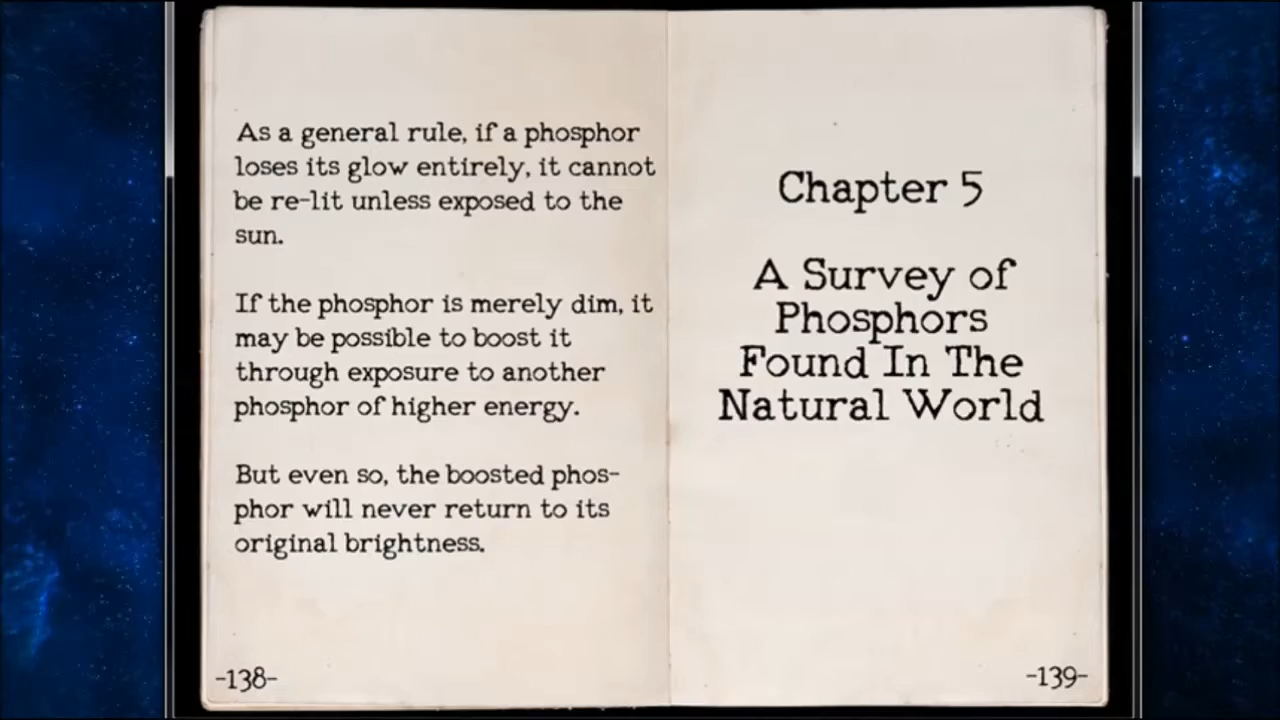 As a general rule, if a phosphor
loses its glow entirely, it cannot
be re-lit unless exposed to the
sun.
If the phosphor is merely dim, it
may be possible to boost it
through exposure to another
phosphor of higher energy.
But even so, the boosted phos-
phor will never return to its
original brightness.
-138-
Chapter 5
A Survey of
Phosphors
Found In The
Natural World
-139-